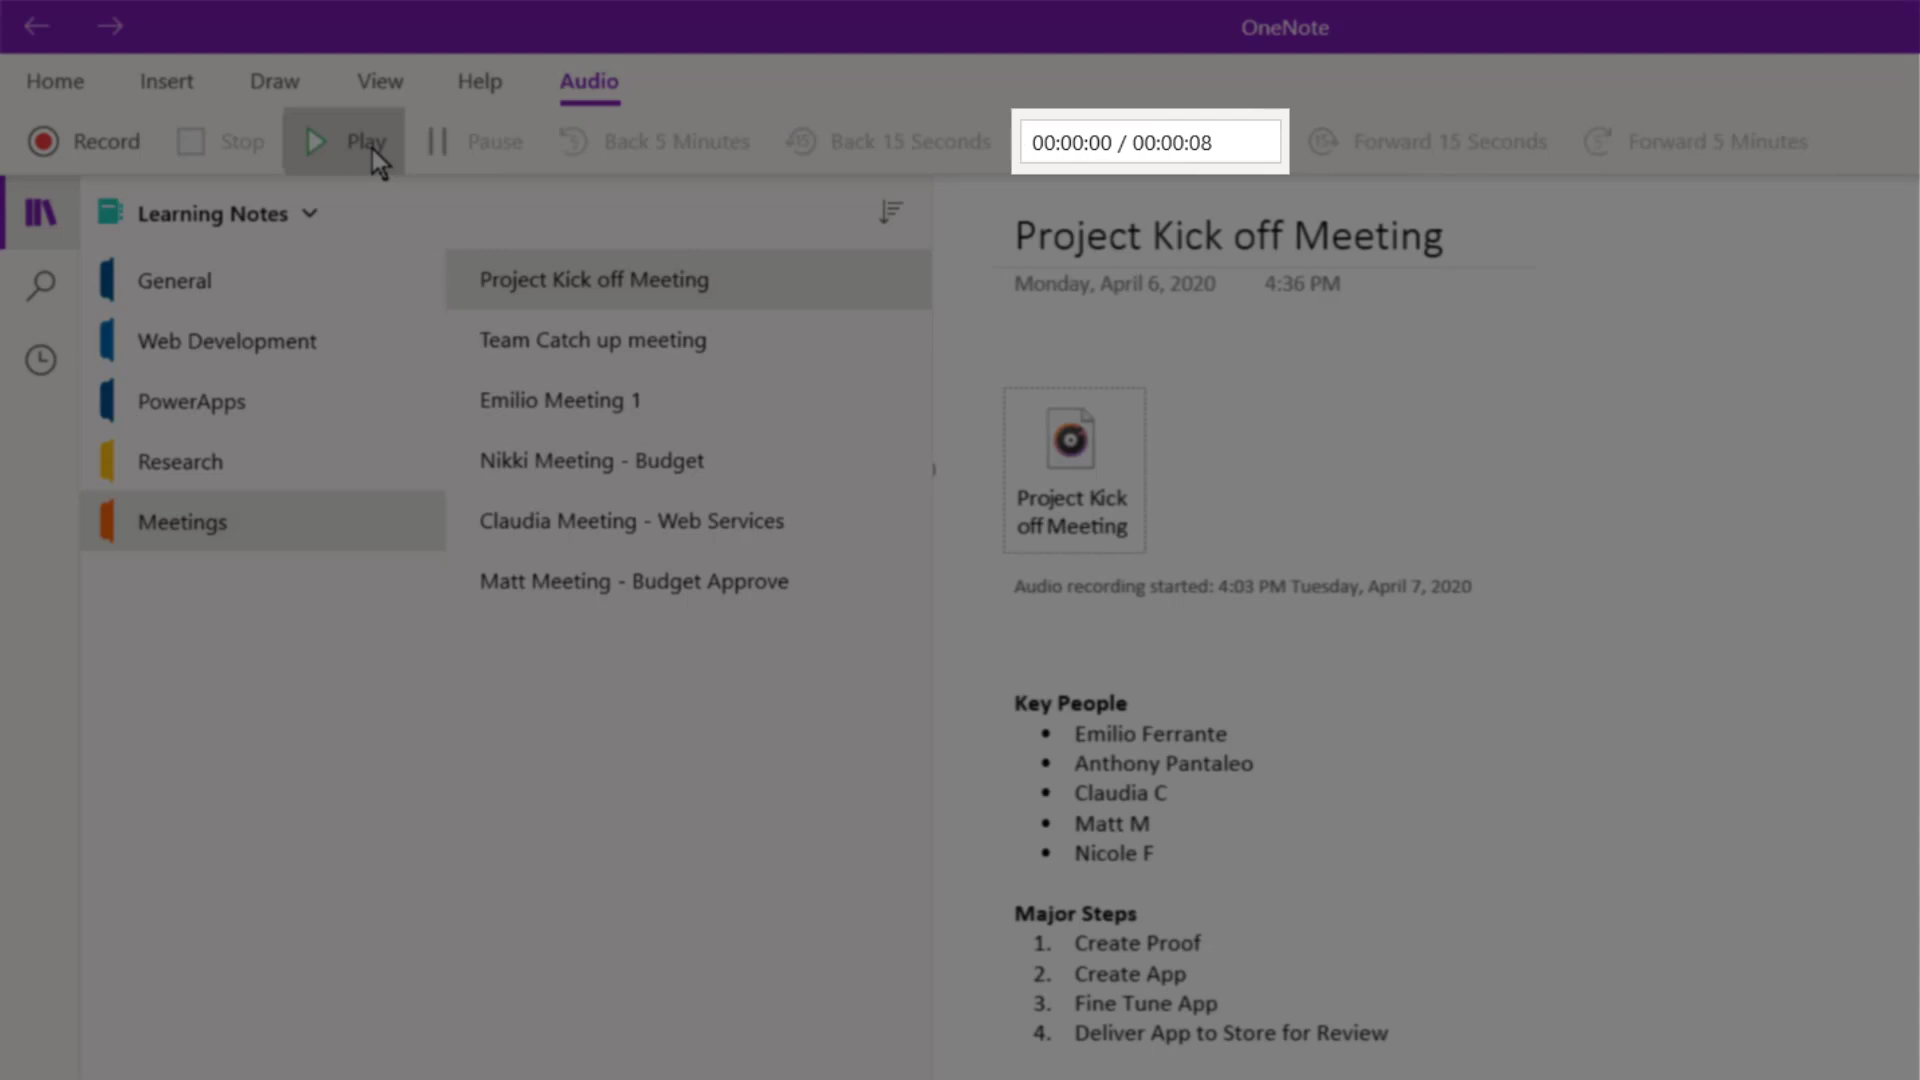 OneNote
Home Insert Draw View Help Audio
Record Stop Play Pause Back 5 Minutes Back 15 Seconds 00:00:00 / 00:00:08 Forward 15 Seconds Forward 5 Minutes
Learning Notes
General
Web Development
PowerApps
Research
Meetings
Project Kick off Meeting
Team Catch up meeting
Emilio Meeting 1
Nikki Meeting - Budget
Claudia Meeting - Web Services
Matt Meeting - Budget Approve
Project Kick off Meeting
Monday, April 6, 2020 4:36 PM
Project Kick
off Meeting
Audio recording started: 4:03 PM Tuesday, April 7, 2020
Key People
• Emilio Ferrante
• Anthony Pantaleo
• Claudia C
• Matt M
• Nicole F
Major Steps
1. Create Proof
2. Create App
3. Fine Tune App
4. Deliver App to Store for Review